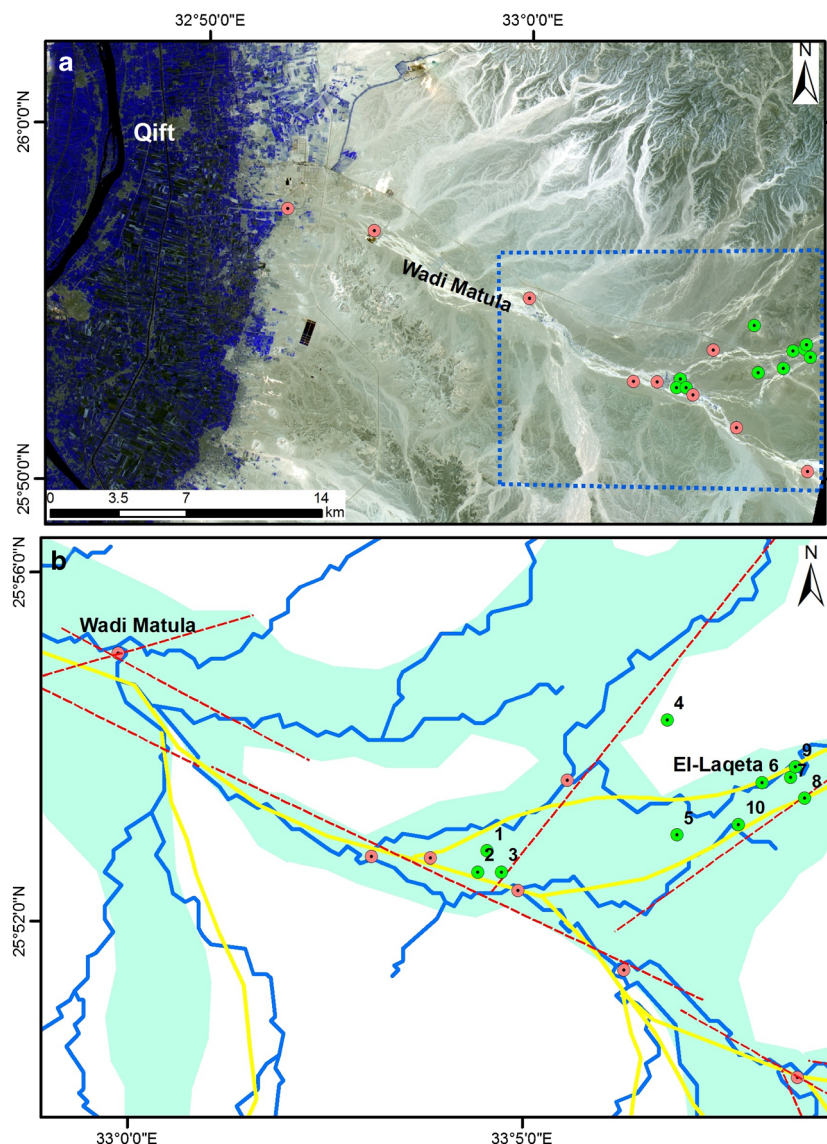 32°50'0"E
33°0'0"E
a
N
26°0'0"N
Qift
Wadi Matula
25°50'0"N
0
3.5
7
14
km
b
N
25°56'0"N
Wadi Matula
4
El-Laqeta
6
9
7
8
10
5
1
2
3
25°52'0"N
33°0'0"E
33°5'0"E